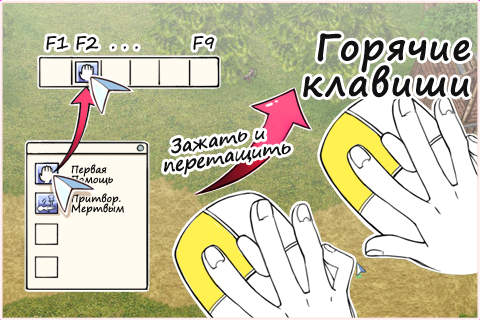 F1 F2 ... F9
Горячие
клавиши
Зажать и
перетащить
Первая
Помощь
Притвор.
Мертвым